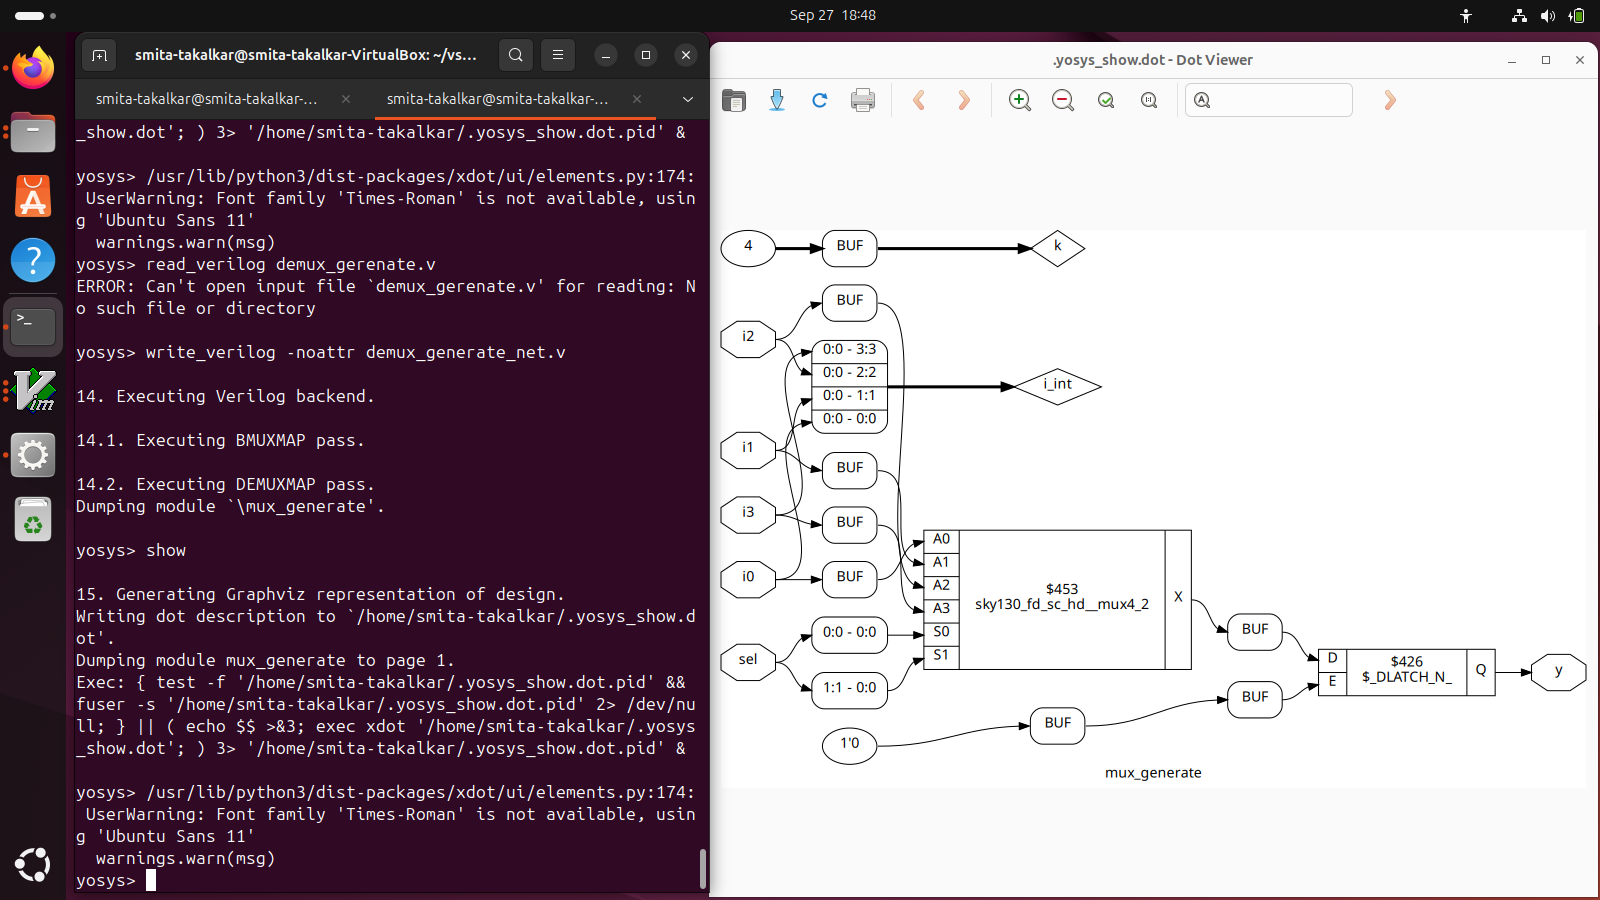 Sep 27 18:48
smita-takalkar@smita-takalkar-VirtualBox: ~/vs...
smita-takalkar@smita-takalkar-...
smita-takalkar@smita-takalkar-...
_show.dot'; ) 3> '/home/smita-takalkar/.yosys_show.dot.pid' &
yosys> /usr/lib/python3/dist-packages/xdot/ui/elements.py:174:
 UserWarning: Font family 'Times-Roman' is not available, usin
g 'Ubuntu Sans 11'
  warnings.warn(msg)
yosys> read_verilog demux_gerenate.v
ERROR: Can't open input file `demux_gerenate.v' for reading: N
o such file or directory
yosys> write_verilog -noattr demux_generate_net.v
14. Executing Verilog backend.
14.1. Executing BMUXMAP pass.
14.2. Executing DEMUXMAP pass.
Dumping module `\mux_generate'.
yosys> show
15. Generating Graphviz representation of design.
Writing dot description to `/home/smita-takalkar/.yosys_show.d
ot'.
Dumping module mux_generate to page 1.
Exec: { test -f '/home/smita-takalkar/.yosys_show.dot.pid' &&
fuser -s '/home/smita-takalkar/.yosys_show.dot.pid' 2> /dev/nu
ll; } || ( echo $$ >&3; exec xdot '/home/smita-takalkar/.yosys
_show.dot'; ) 3> '/home/smita-takalkar/.yosys_show.dot.pid' &
yosys> /usr/lib/python3/dist-packages/xdot/ui/elements.py:174:
 UserWarning: Font family 'Times-Roman' is not available, usin
g 'Ubuntu Sans 11'
  warnings.warn(msg)
yosys>
.yosys_show.dot - Dot Viewer
4
BUF
k
BUF
i2
0:0 - 3:3
0:0 - 2:2
0:0 - 1:1
0:0 - 0:0
i_int
i1
BUF
i3
BUF
i0
BUF
A0
A1
A2
A3
S0
S1
$453
sky130_fd_sc_hd__mux4_2
X
sel
0:0 - 0:0
1:1 - 0:0
BUF
D
E
$426
$_DLATCH_N_
Q
y
BUF
BUF
1'0
mux_generate